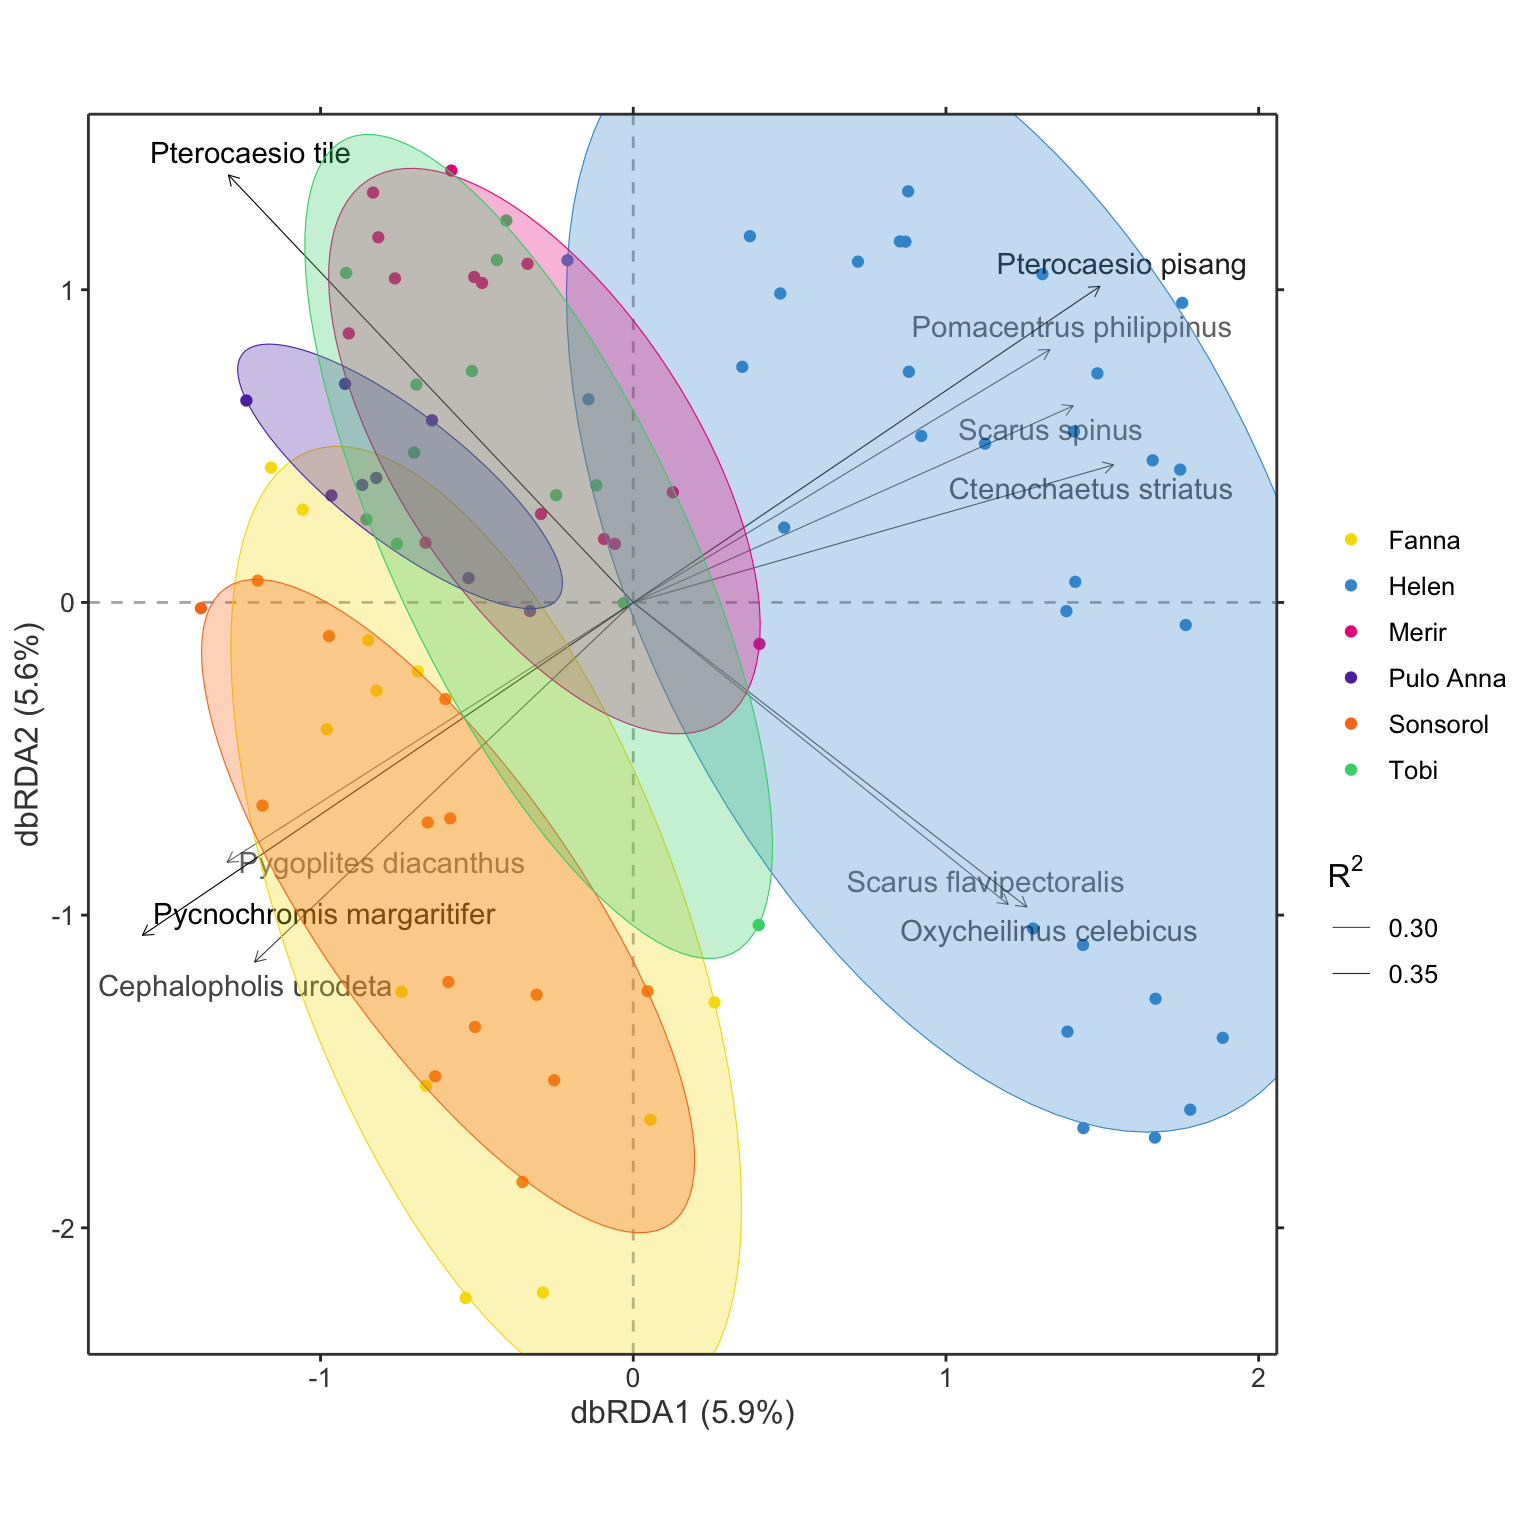 Pterocaesio tile
Pterocaesio pisang
Pomacentrus philippinus
Scarus spinus
Ctenochaetus striatus
Pygoplites diacanthus
Scarus flavipectoralis
Pycnochromis margaritifer
Oxycheilinus celebicus
Cephalopholis urodeta
1
0
-1
-2
dbRDA2 (5.6%)
-1
0
1
2
dbRDA1 (5.9%)
Fanna
Helen
Merir
Pulo Anna
Sonsorol
Tobi
R²
0.30
0.35